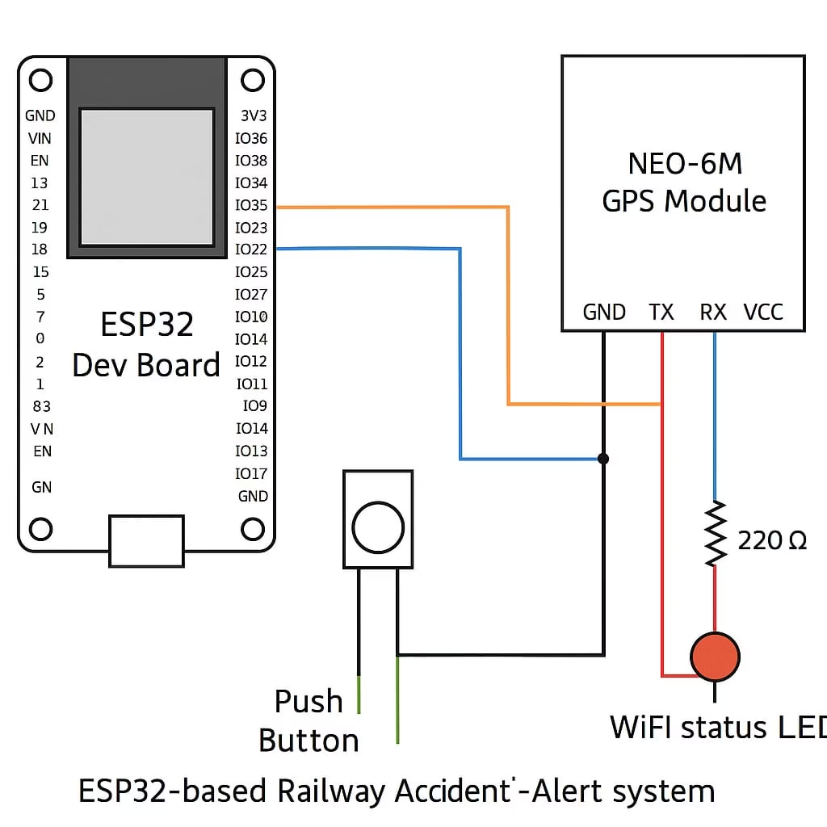 GND
VIN
EN
13
21
19
18
15
5
7
0
2
1
83
V N
EN
GN
3V3
IO36
IO38
IO34
IO35
IO23
IO22
IO25
IO27
IO10
IO14
IO12
IO11
IO9
IO14
IO13
IO17
GND
ESP32
Dev Board
NEO-6M
GPS Module
GND TX RX VCC
220 Ω
Push
Button
WiFI status LED
ESP32-based Railway Accident'-Alert system